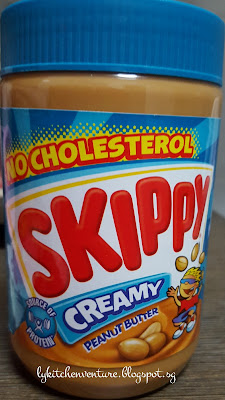 NO CHOLESTEROL
SKIPPY
SOURCE OF
PROTEIN
CREAMY
PEANUT BUTTER
lykitchenventure.blogspot.sg